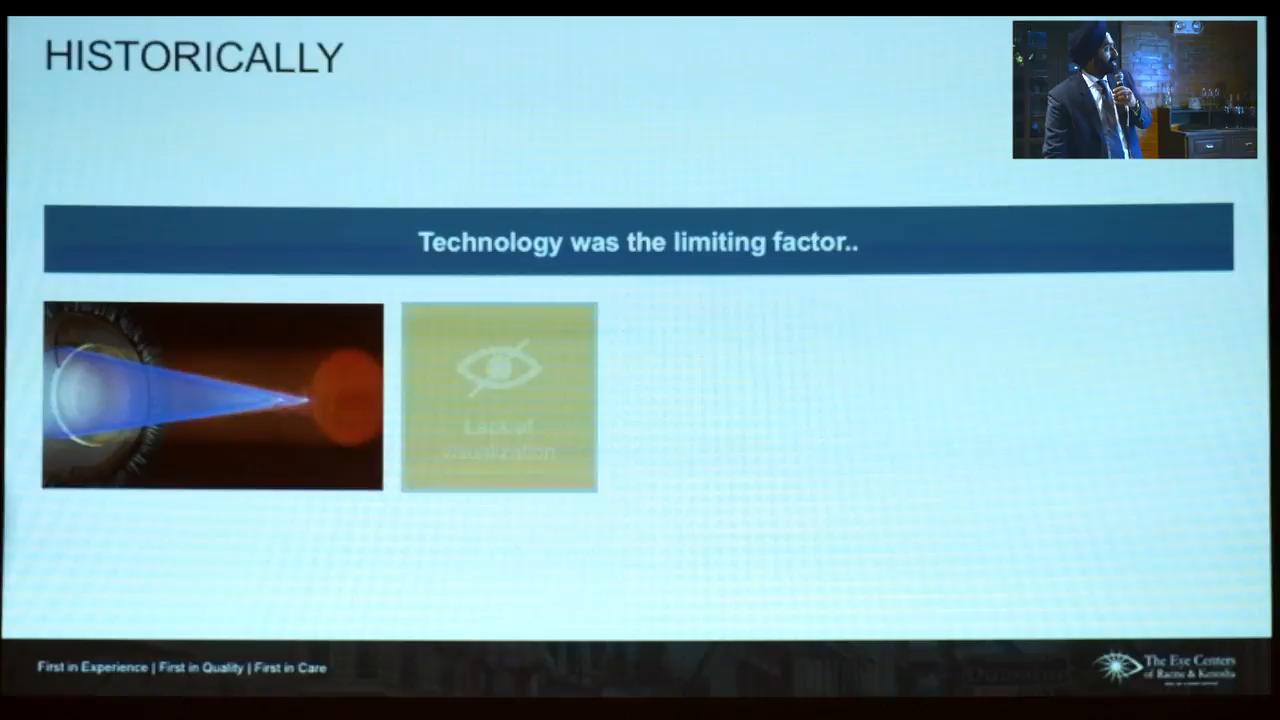 HISTORICALLY
Technology was the limiting factor..
Lack of
visualization
First in Experience | First in Quality | First in Care
The Eye Centers
of Racine & Kenosha